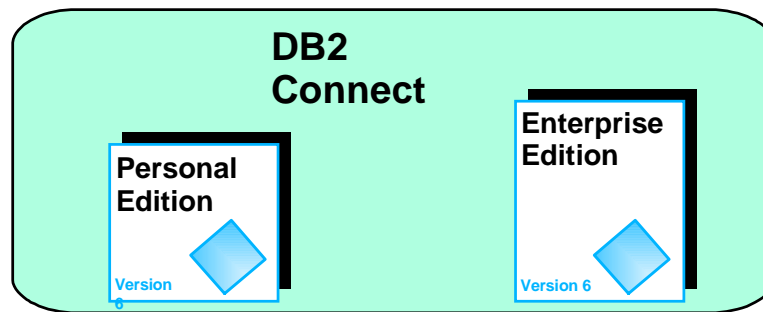 DB2
Connect
Personal
Edition
Version
6
Enterprise
Edition
Version 6